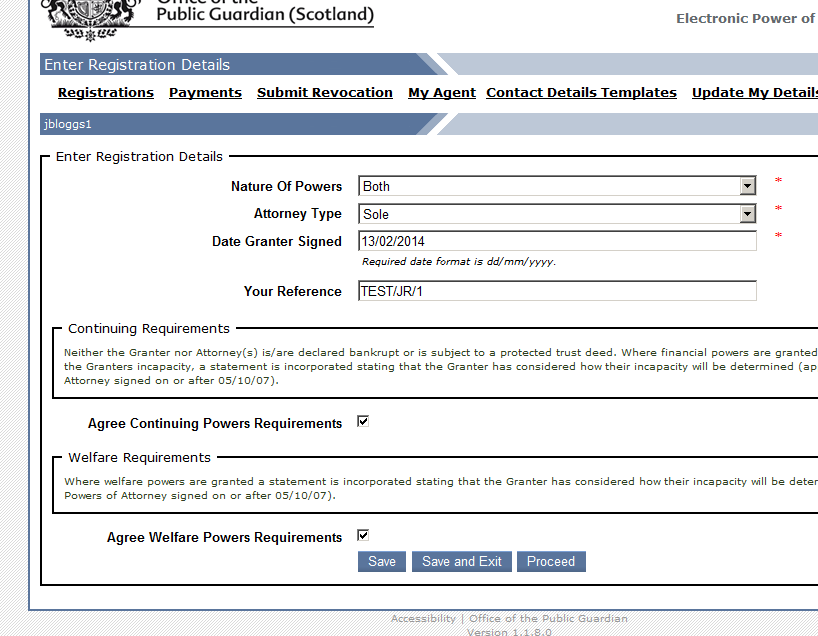 Office of the
Public Guardian (Scotland)
Electronic Power of
Enter Registration Details
Registrations Payments Submit Revocation My Agent Contact Details Templates Update My Details
jbloggs1
Enter Registration Details
Nature Of Powers Both *
Attorney Type Sole *
Date Granter Signed 13/02/2014 *
Required date format is dd/mm/yyyy.
Your Reference TEST/JR/1
Continuing Requirements
Neither the Granter nor Attorney(s) is/are declared bankrupt or is subject to a protected trust deed. Where financial powers are granted
the Granters incapacity, a statement is incorporated stating that the Granter has considered how their incapacity will be determined (ap
Attorney signed on or after 05/10/07).
Agree Continuing Powers Requirements
Welfare Requirements
Where welfare powers are granted a statement is incorporated stating that the Granter has considered how their incapacity will be deter
Powers of Attorney signed on or after 05/10/07).
Agree Welfare Powers Requirements
Save Save and Exit Proceed
Accessibility | Office of the Public Guardian
Version 1.1.8.0